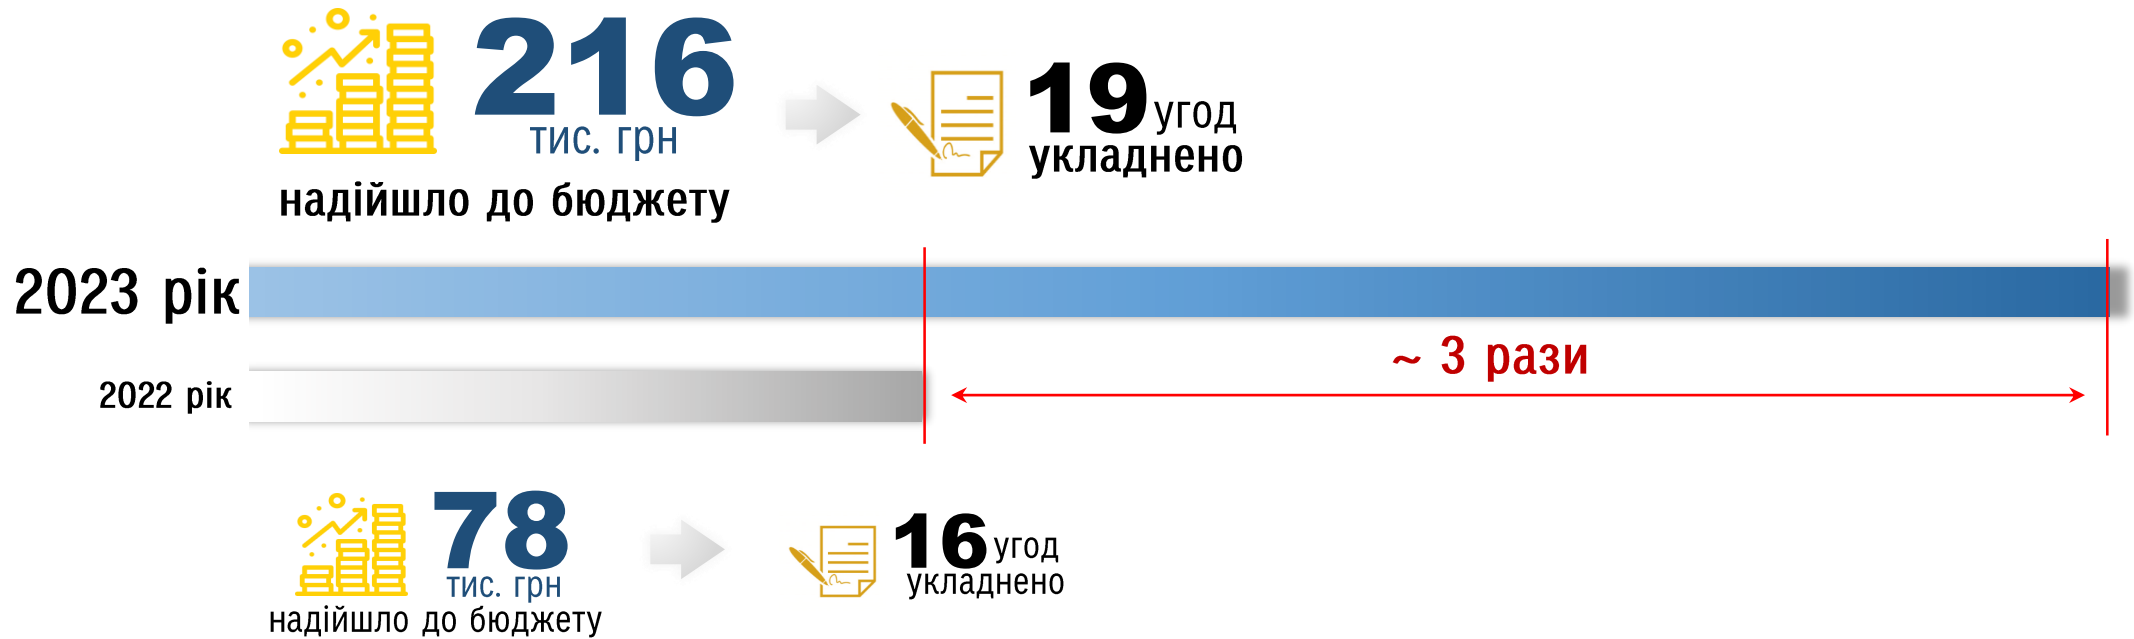 216
тис. грн
надійшло до бюджету
19 угод
укладнено
2023 рік
~ 3 рази
2022 рік
78
тис. грн
надійшло до бюджету
16 угод
укладнено